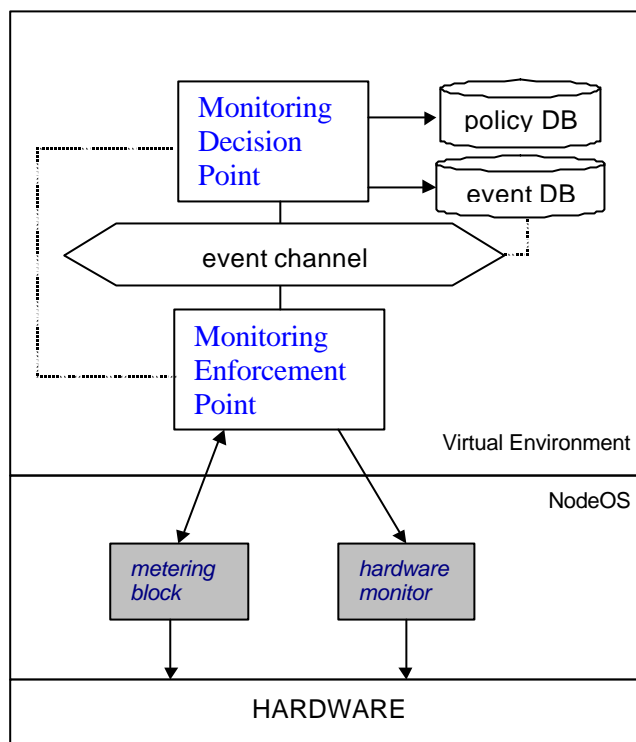 Monitoring
Decision
Point
policy DB
event DB
event channel
Monitoring
Enforcement
Point
Virtual Environment
NodeOS
metering
block
hardware
monitor
HARDWARE